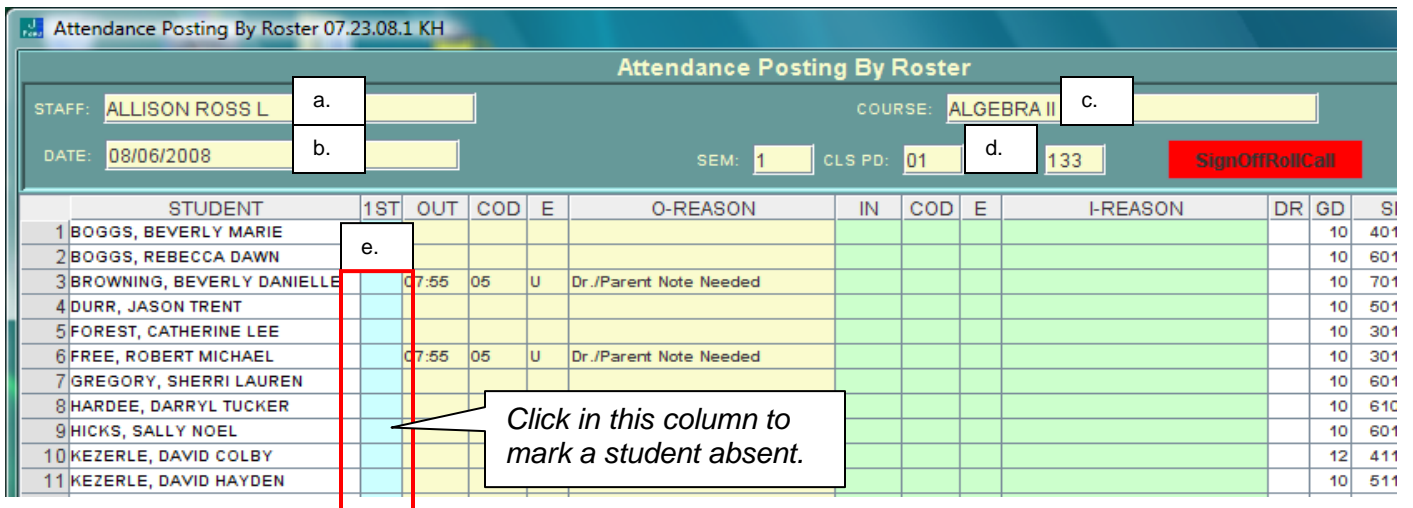 Attendance Posting By Roster 07.23.08.1 KH
Attendance Posting By Roster
STAFF: ALLISON ROSS L a. COURSE: ALGEBRA II c.
DATE: 08/06/2008 b. SEM: 1 CLS PD: 01 d. 133 SignOffRollCall
STUDENT 1ST OUT COD E O-REASON IN COD E I-REASON DR GD
1 BOGGS, BEVERLY MARIE 10 401
e.
2 BOGGS, REBECCA DAWN 10 601
3 BROWNING, BEVERLY DANIELLE 07:55 05 U Dr./Parent Note Needed 10 701
4 DURR, JASON TRENT 10 501
5 FOREST, CATHERINE LEE 10 301
6 FREE, ROBERT MICHAEL 07:55 05 U Dr./Parent Note Needed 10 301
7 GREGORY, SHERRI LAUREN 10 601
8 HARDEE, DARRYL TUCKER 10 610
9 HICKS, SALLY NOEL 10 601
10 KEZERLE, DAVID COLBY 12 411
11 KEZERLE, DAVID HAYDEN 10 511
Click in this column to
mark a student absent.